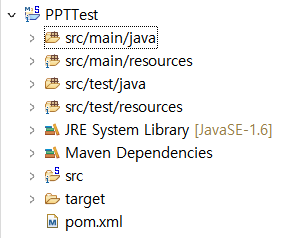 PPTTest
src/main/java
src/main/resources
src/test/java
src/test/resources
JRE System Library [JavaSE-1.6]
Maven Dependencies
src
target
pom.xml